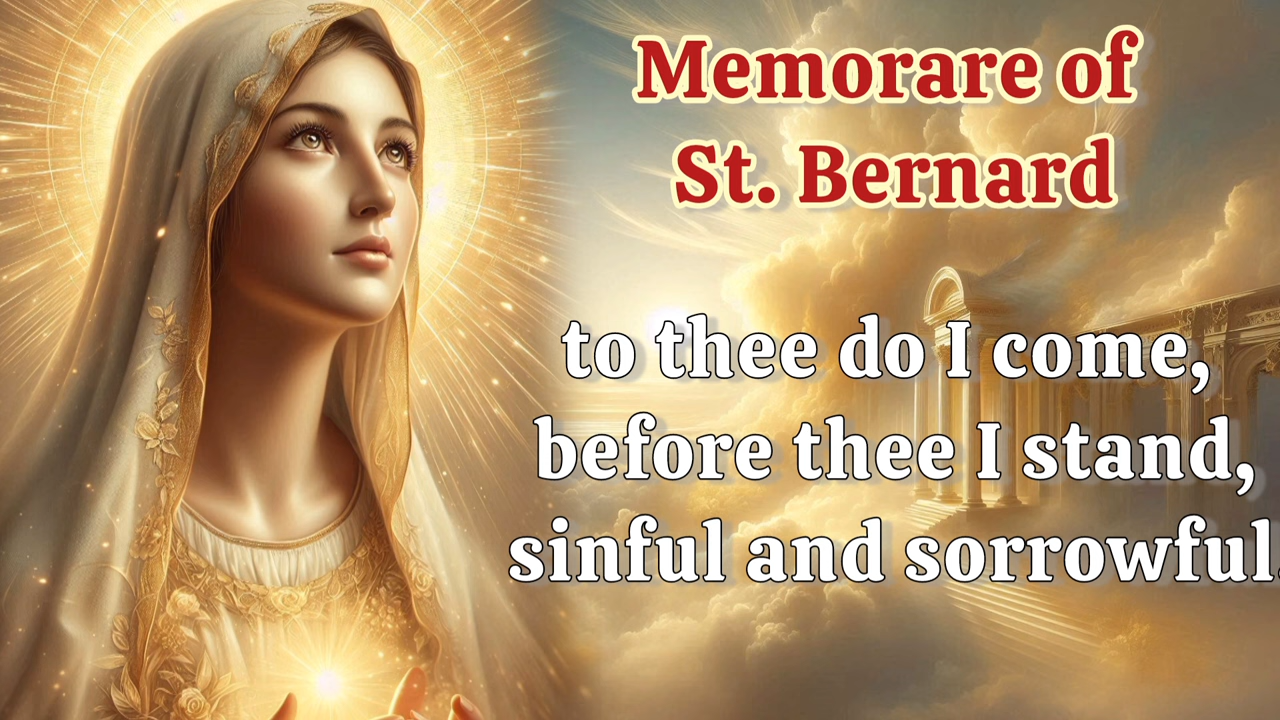 Memorare of
St. Bernard
to thee do I come,
before thee I stand,
sinful and sorrowful.